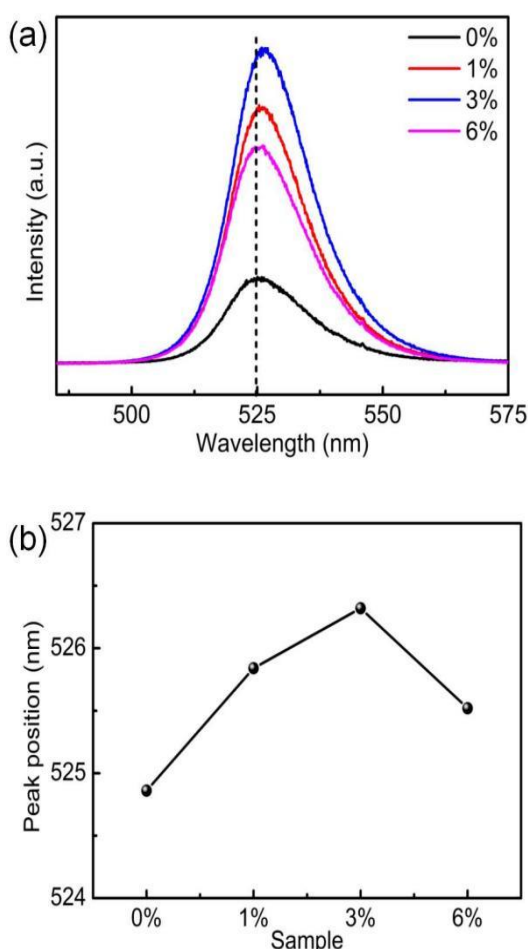 (a)
0%
1%
3%
6%
Intensity (a.u.)
500 525 550 575
Wavelength (nm)
(b)
527
526
525
524
Peak position (nm)
0% 1% 3% 6%
Sample